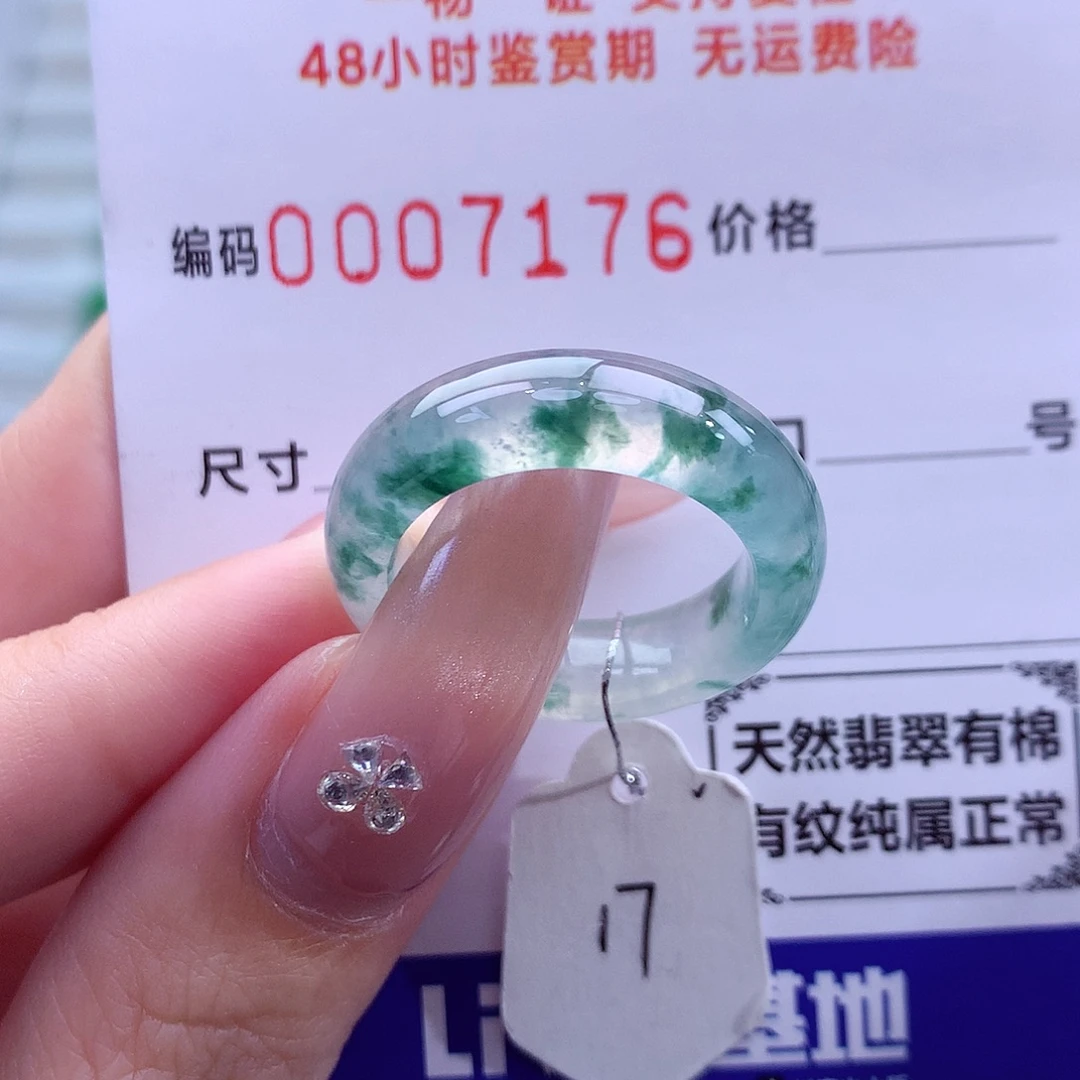 48小时鉴赏期 无运费险
编码0007176价格
尺寸
号
天然翡翠有棉
有纹纯属正常
17
Li
基地